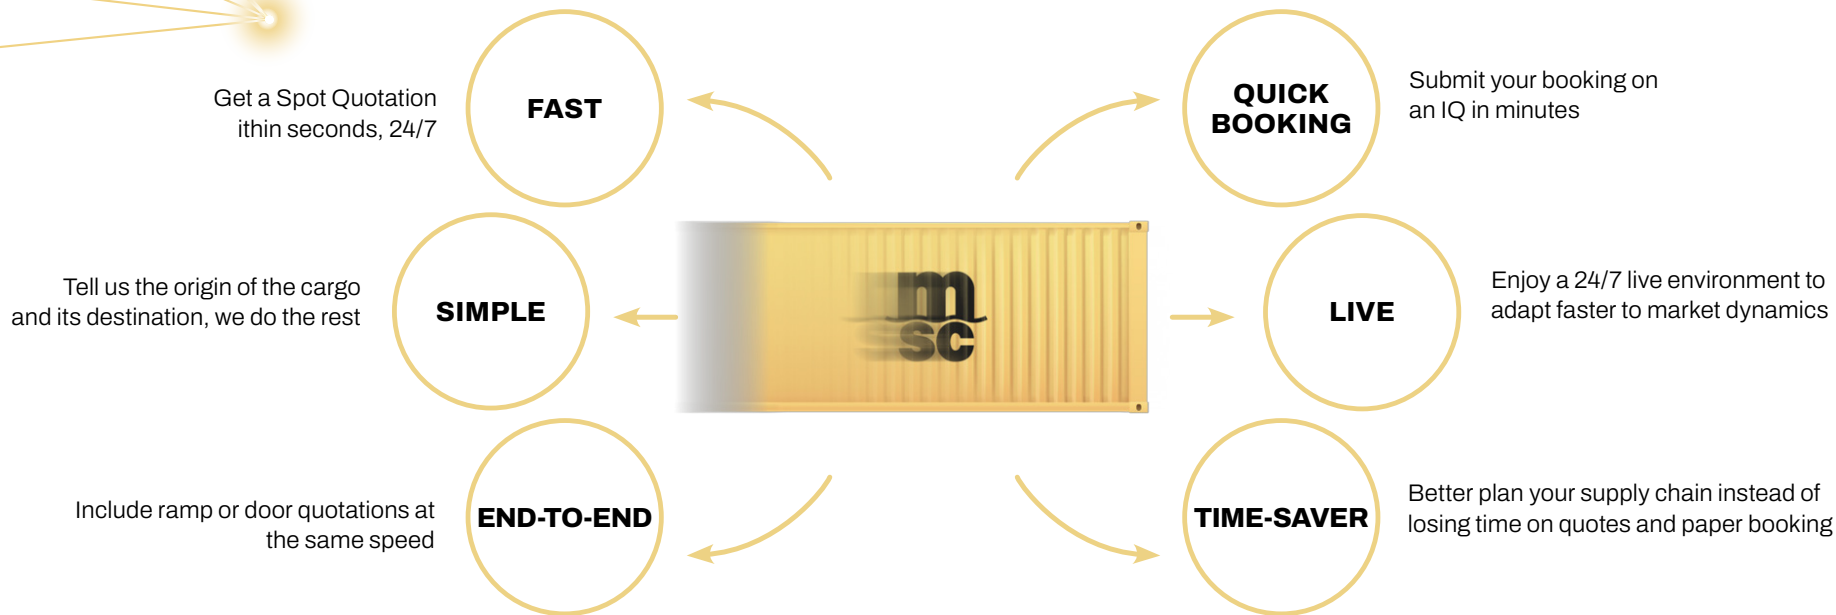 Get a Spot Quotation
ithin seconds, 24/7
FAST
QUICK
BOOKING
Submit your booking on
an IQ in minutes
Tell us the origin of the cargo
and its destination, we do the rest
SIMPLE
m
sc
LIVE
Enjoy a 24/7 live environment to
adapt faster to market dynamics
Include ramp or door quotations at
the same speed
END-TO-END
TIME-SAVER
Better plan your supply chain instead of
losing time on quotes and paper booking